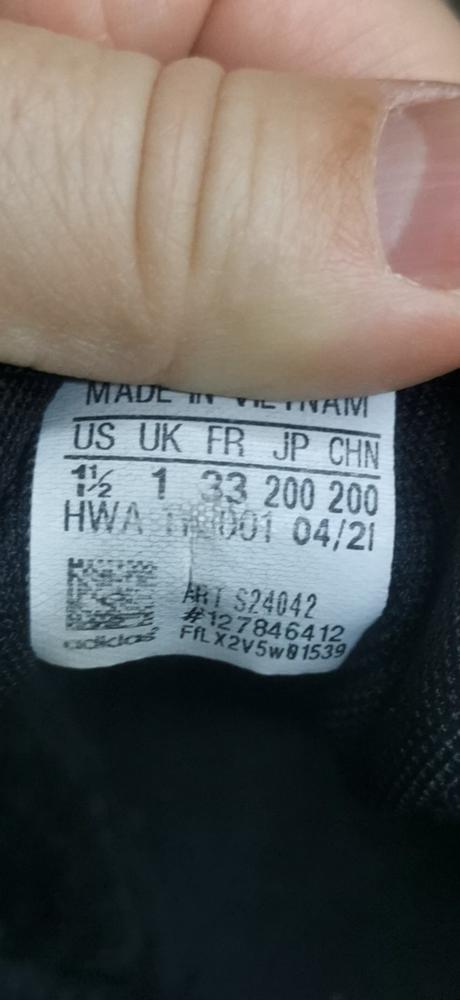 MADE IN VIETNAM
US UK FR JP CHN
1½ 1 33 200 200
HWA 04/21
ART S24042
#127846412
adidas